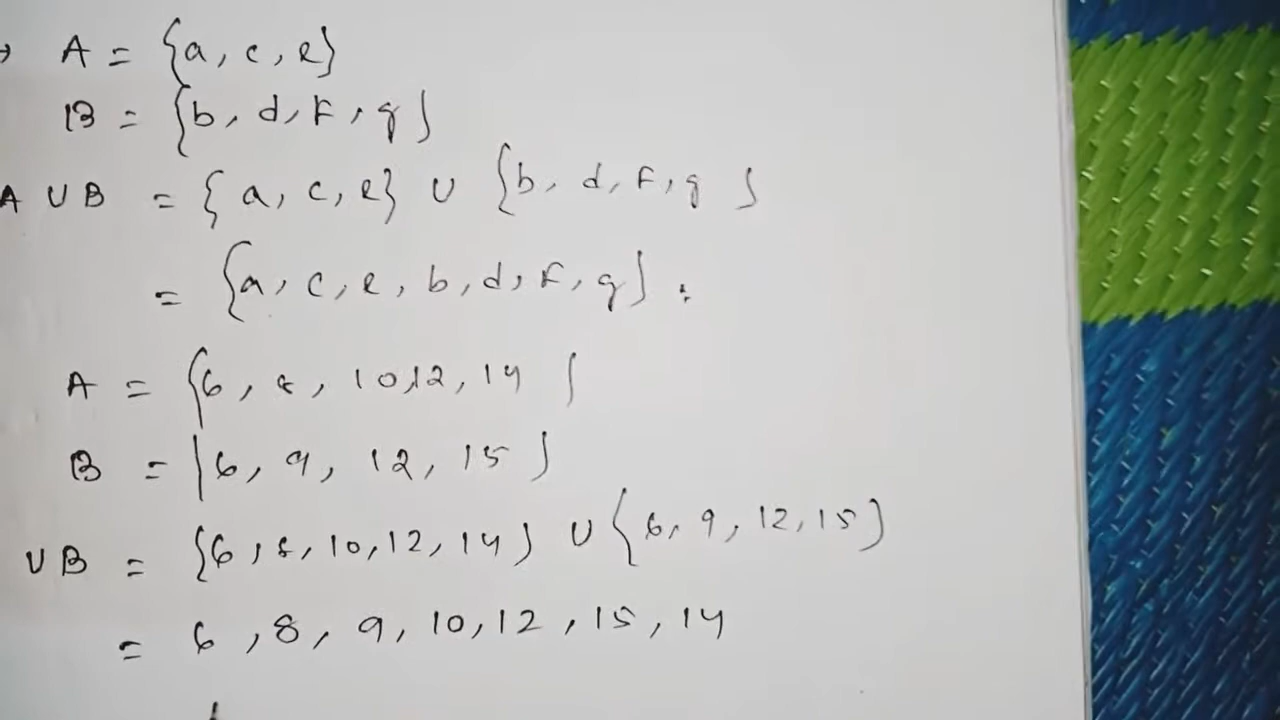 → A = {a, c, e}
B = {b, d, F, g}
A ∪ B = {a, c, e} ∪ {b, d, F, g}
= {a, c, e, b, d, F, g}.
A = {6, 8, 10, 12, 14}
B = {6, 9, 12, 15}
∪ B = {6, 8, 10, 12, 14} ∪ {6, 9, 12, 15}
= 6, 8, 9, 10, 12, 15, 14